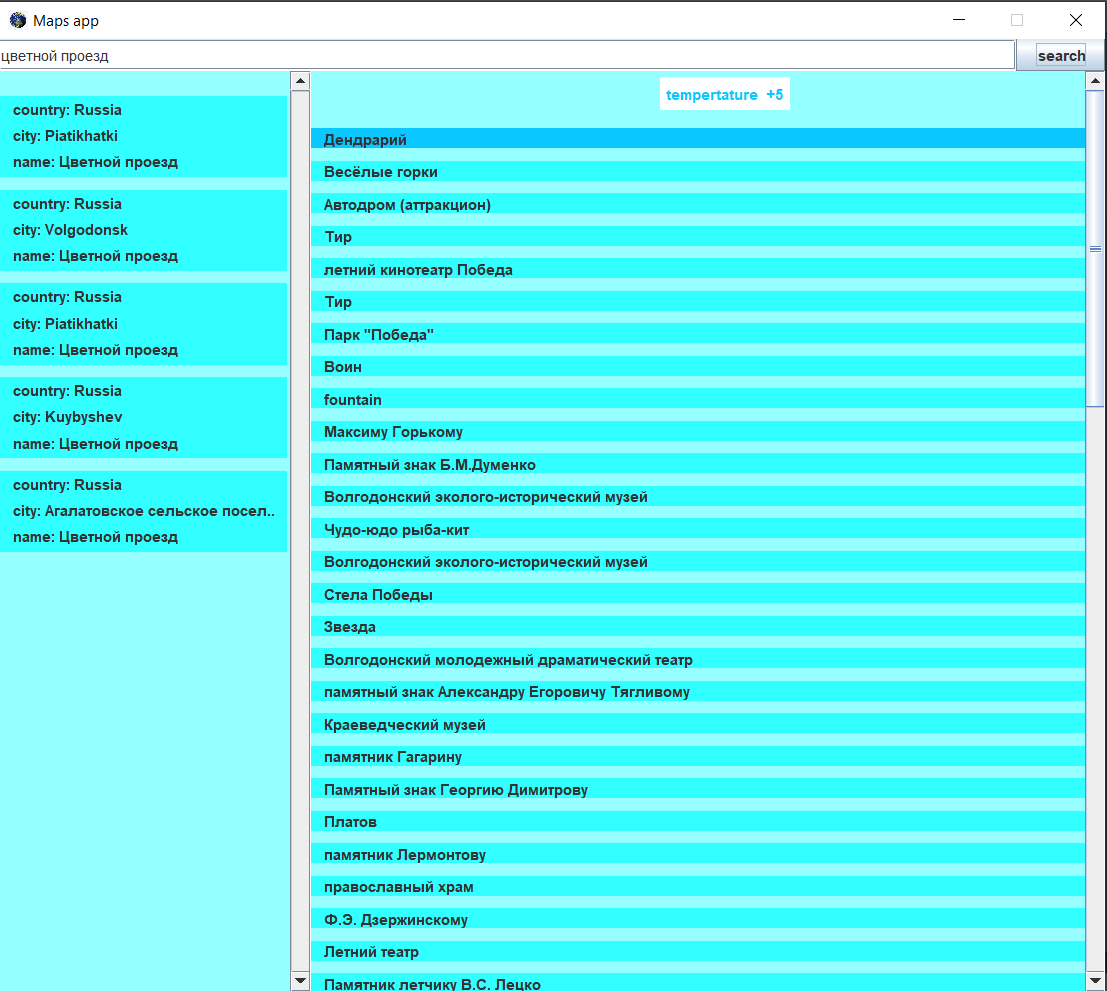 Maps app
цветной проезд
search
country: Russia
city: Piatikhatki
name: Цветной проезд
country: Russia
city: Volgodonsk
name: Цветной проезд
country: Russia
city: Piatikhatki
name: Цветной проезд
country: Russia
city: Kuybyshev
name: Цветной проезд
country: Russia
city: Агалатовское сельское посел..
name: Цветной проезд
tempertature +5
Дендрарий
Весёлые горки
Автодром (аттракцион)
Тир
летний кинотеатр Победа
Тир
Парк "Победа"
Воин
fountain
Максиму Горькому
Памятный знак Б.М.Думенко
Волгодонский эколого-исторический музей
Чудо-юдо рыба-кит
Волгодонский эколого-исторический музей
Стела Победы
Звезда
Волгодонский молодежный драматический театр
памятный знак Александру Егоровичу Тягливому
Краеведческий музей
памятник Гагарину
Памятный знак Георгию Димитрову
Платов
памятник Лермонтову
православный храм
Ф.Э. Дзержинскому
Летний театр
Памятник летчику В.С. Лецко